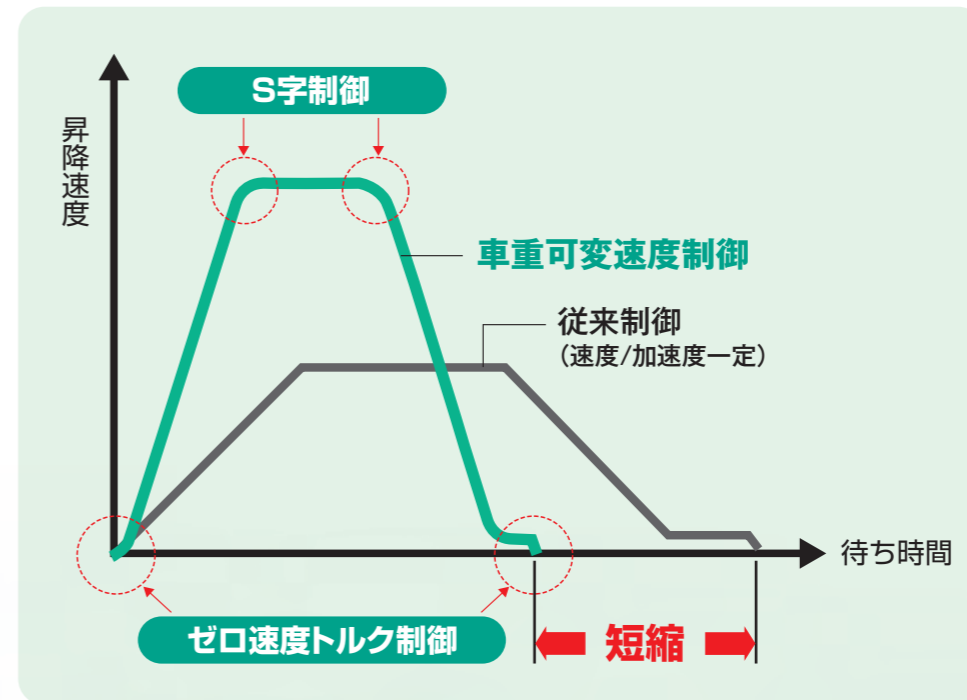 S字制御
昇降速度
車重可変速度制御
従来制御
(速度/加速度一定)
待ち時間
ゼロ速度トルク制御
短縮